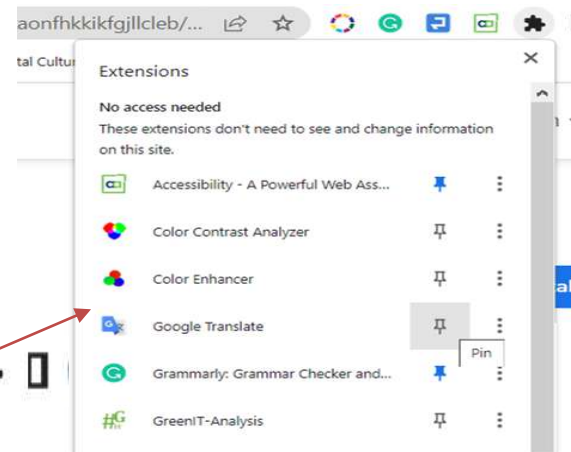 aonfhkkikfgjllcleb/...
tal Cultu
Extensions
No access needed
These extensions don't need to see and change information
on this site.
Accessibility - A Powerful Web Ass...
Color Contrast Analyzer
Color Enhancer
Google Translate
Pin
Grammarly: Grammar Checker and...
#G GreenIT-Analysis